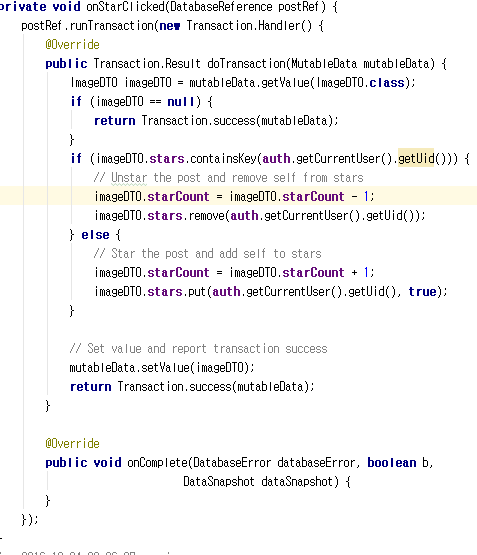 private void onStarClicked(DatabaseReference postRef) {
    postRef.runTransaction(new Transaction.Handler() {
        @Override
        public Transaction.Result doTransaction(MutableData mutableData) {
            ImageDTO imageDTO = mutableData.getValue(ImageDTO.class);
            if (imageDTO == null) {
                return Transaction.success(mutableData);
            }
            if (imageDTO.stars.containsKey(auth.getCurrentUser().getUid())) {
                // Unstar the post and remove self from stars
                imageDTO.starCount = imageDTO.starCount - 1;
                imageDTO.stars.remove(auth.getCurrentUser().getUid());
            } else {
                // Star the post and add self to stars
                imageDTO.starCount = imageDTO.starCount + 1;
                imageDTO.stars.put(auth.getCurrentUser().getUid(), true);
            }

            // Set value and report transaction success
            mutableData.setValue(imageDTO);
            return Transaction.success(mutableData);
        }

        @Override
        public void onComplete(DatabaseError databaseError, boolean b,
                               DataSnapshot dataSnapshot) {
        }
    });